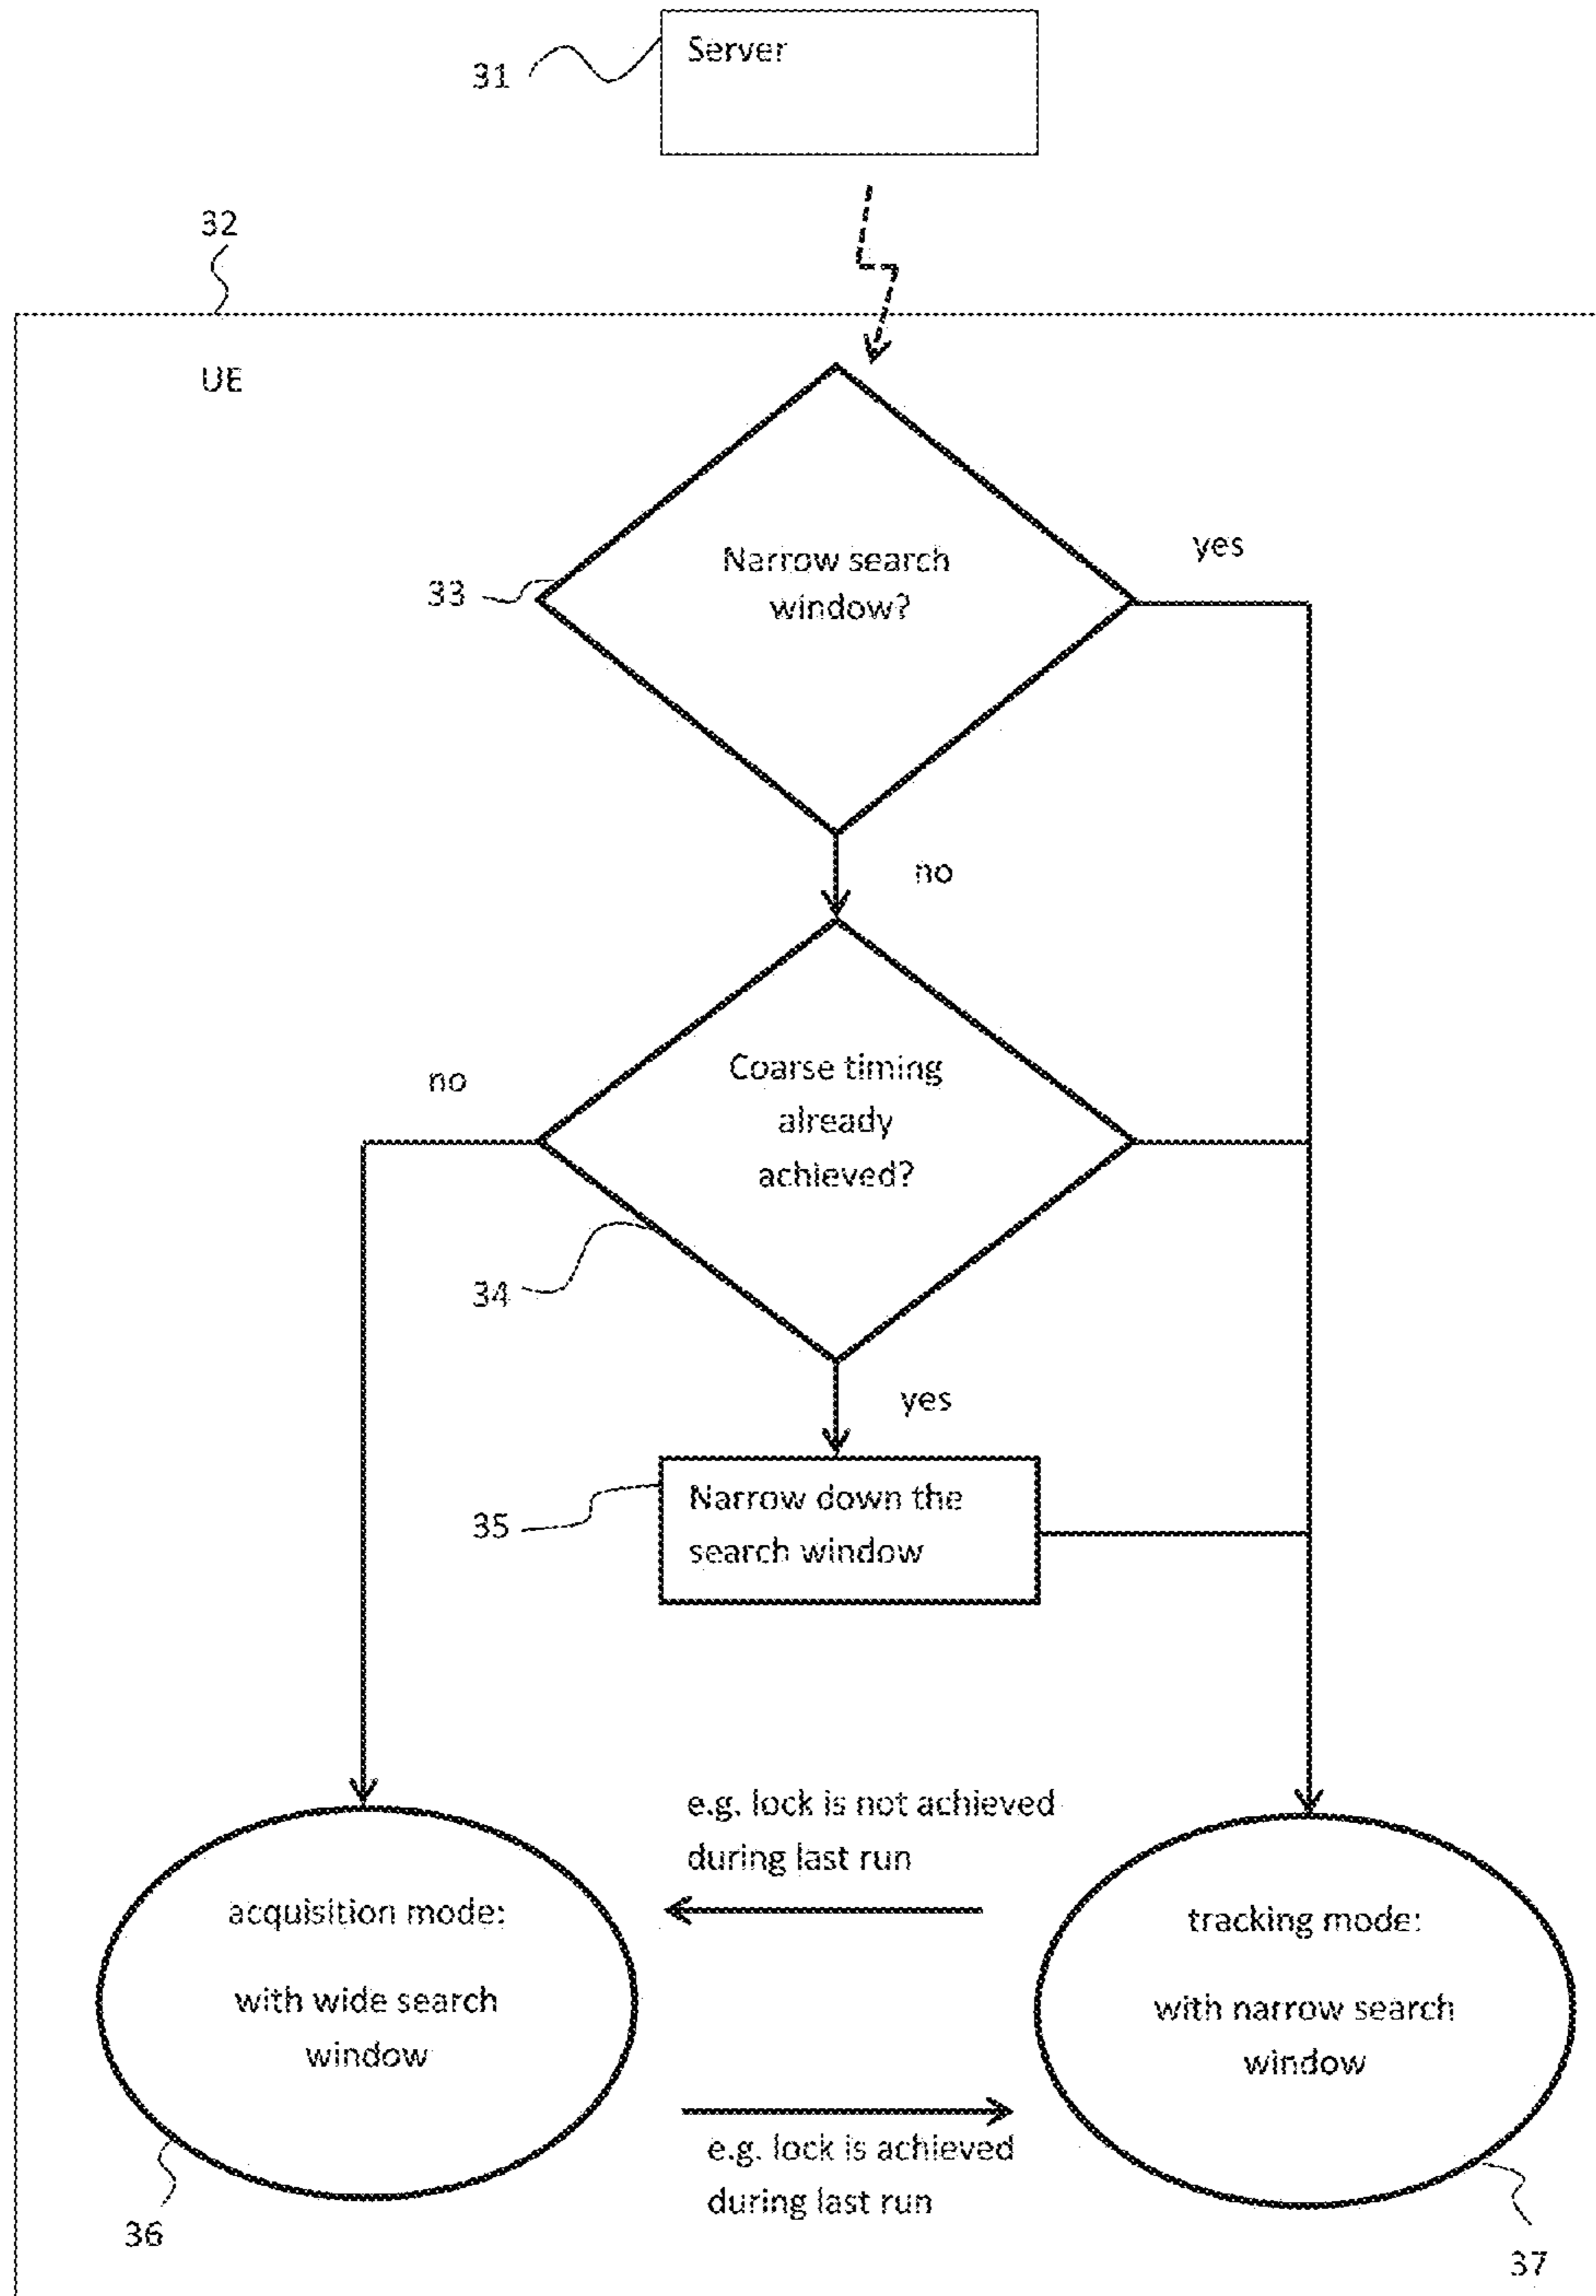 Server
31
32
UE
Narrow search
window?
yes
33
no
Coarse timing
already
achieved?
no
34
yes
Narrow down the
search window
35
e.g. lock is not achieved
during last run
acquisition mode:
with wide search
window
tracking mode:
with narrow search
window
e.g. lock is achieved
during last run
36
37